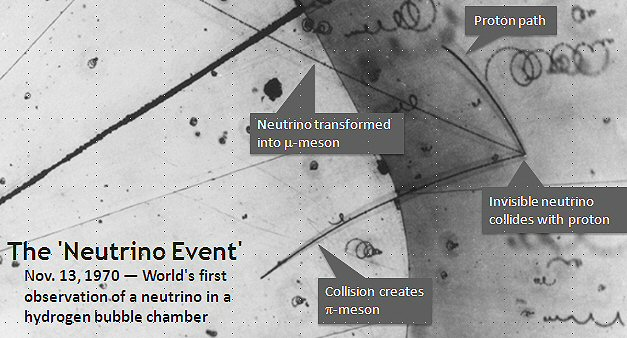 Proton path
Neutrino transformed
into μ-meson
Invisible neutrino
collides with proton
The 'Neutrino Event'
Nov. 13, 1970 — World's first
observation of a neutrino in a
hydrogen bubble chamber
Collision creates
π-meson